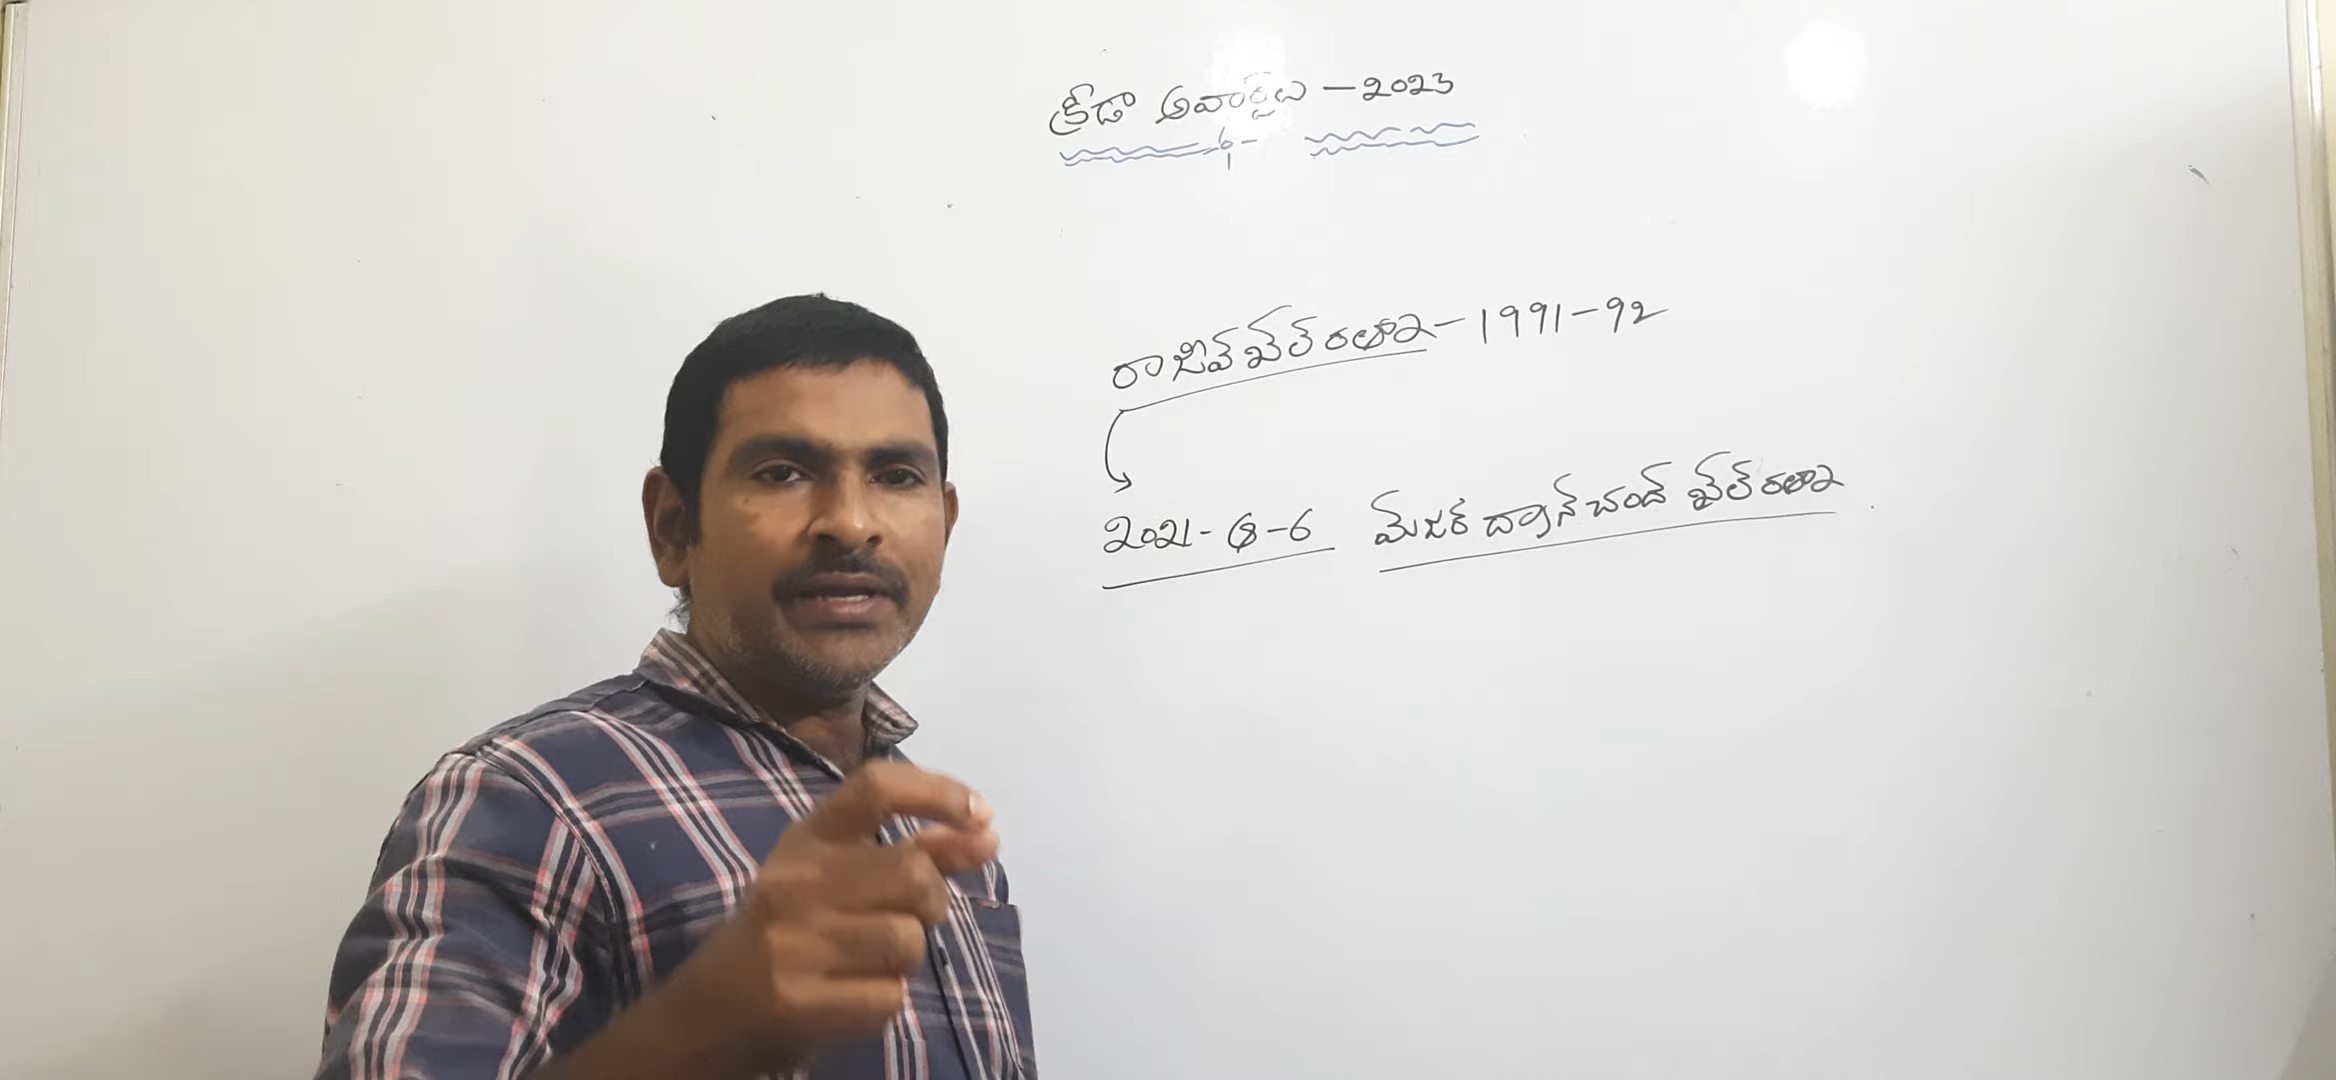 క్రీడా అవార్డ్లు - 2023
రాజీవ్ ఖేల్ రత్న - 1991-92
2021-8-6 మేజర్ ద్యాన్ చంద్ ఖేల్ రత్న